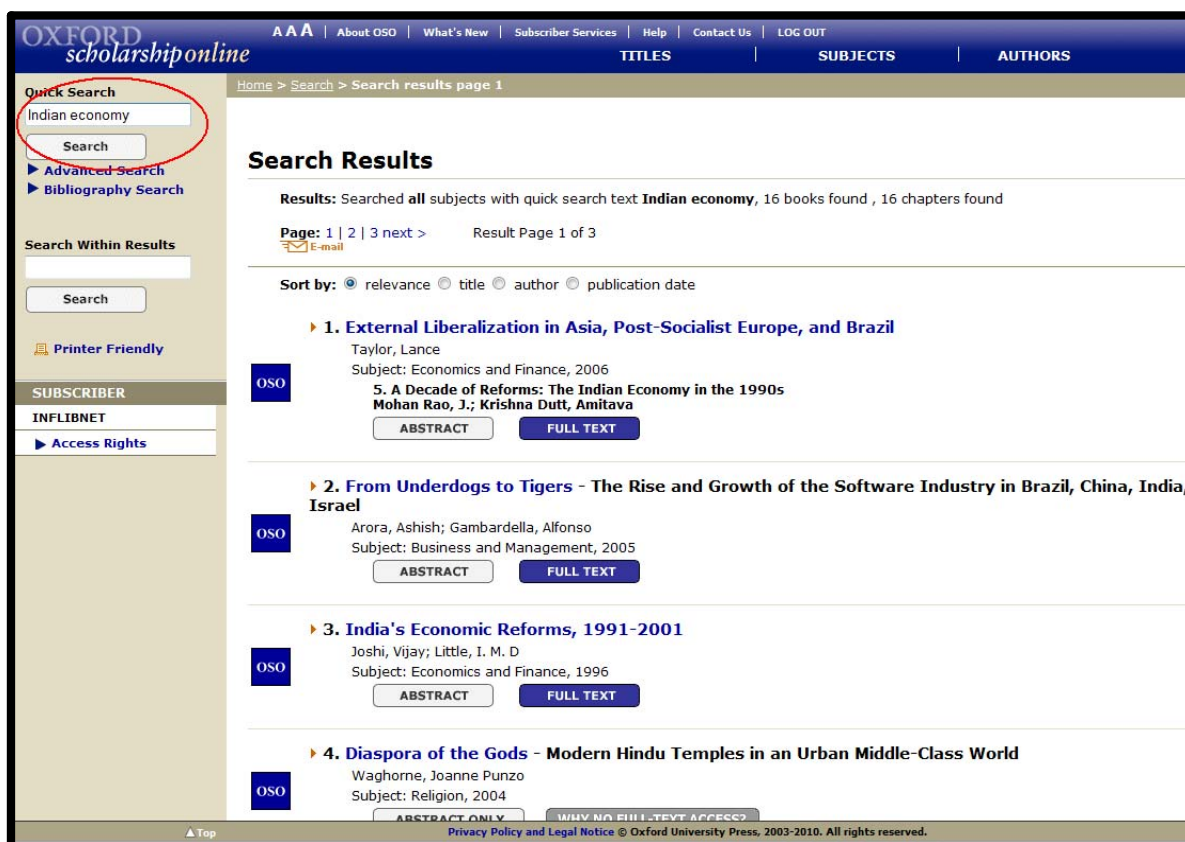 OXFORD
scholarshiponline
A A A | About OSO | What's New | Subscriber Services | Help | Contact Us | LOG OUT
TITLES | SUBJECTS | AUTHORS
Quick Search
Indian economy
Search
Advanced Search
Bibliography Search
Search Within Results
Search
Printer Friendly
SUBSCRIBER
INFLIBNET
Access Rights
Home > Search > Search results page 1
Search Results
Results: Searched all subjects with quick search text Indian economy, 16 books found , 16 chapters found
Page: 1 | 2 | 3 next > Result Page 1 of 3
E-mail
Sort by: relevance title author publication date
1. External Liberalization in Asia, Post-Socialist Europe, and Brazil
Taylor, Lance
Subject: Economics and Finance, 2006
OSO
5. A Decade of Reforms: The Indian Economy in the 1990s
Mohan Rao, J.; Krishna Dutt, Amitava
ABSTRACT FULL TEXT
2. From Underdogs to Tigers - The Rise and Growth of the Software Industry in Brazil, China, India,
Israel
Arora, Ashish; Gambardella, Alfonso
OSO
Subject: Business and Management, 2005
ABSTRACT FULL TEXT
3. India's Economic Reforms, 1991-2001
Joshi, Vijay; Little, I. M. D
OSO
Subject: Economics and Finance, 1996
ABSTRACT FULL TEXT
4. Diaspora of the Gods - Modern Hindu Temples in an Urban Middle-Class World
Waghorne, Joanne Punzo
OSO
Subject: Religion, 2004
ABSTRACT ONLY WHY NO FULL-TEXT ACCESS?
Top
Privacy Policy and Legal Notice © Oxford University Press, 2003-2010. All rights reserved.